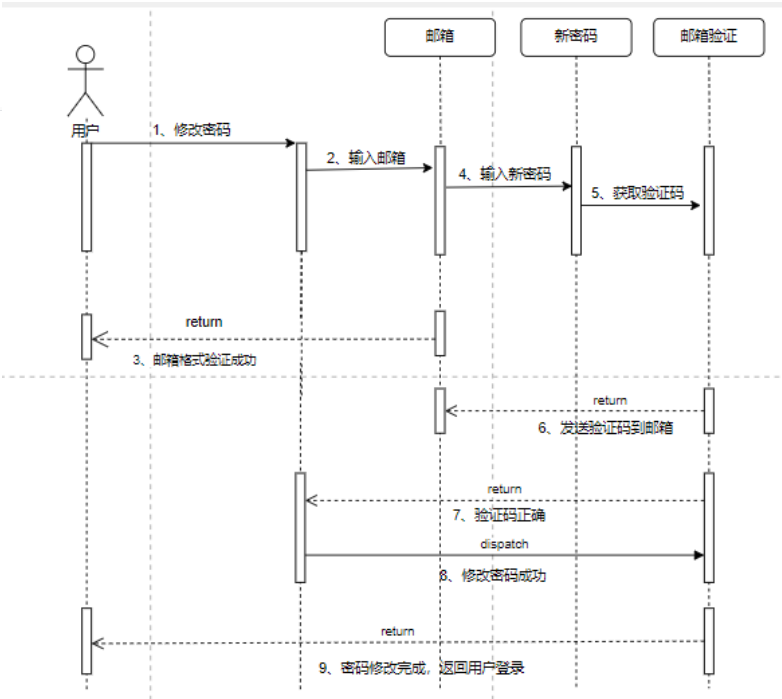 邮箱
新密码
邮箱验证
用户
1、修改密码
2、输入邮箱
4、输入新密码
5、获取验证码
return
3、邮箱格式验证成功
return
6、发送验证码到邮箱
return
7、验证码正确
dispatch
8、修改密码成功
return
9、密码修改完成，返回用户登录